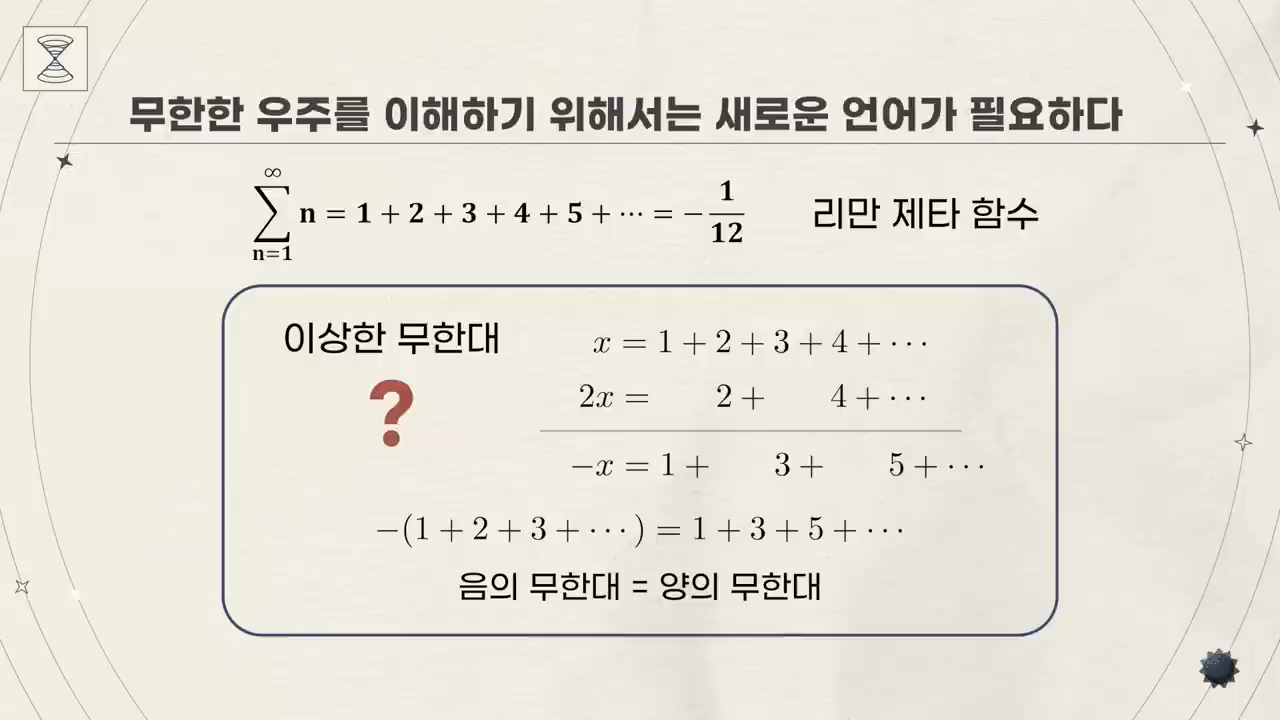 무한한 우주를 이해하기 위해서는 새로운 언어가 필요하다
∞
∑ n = 1 + 2 + 3 + 4 + 5 + ⋯ = − 1/12 리만 제타 함수
n=1
이상한 무한대 x = 1 + 2 + 3 + 4 + ⋯
? 2x = 2 + 4 + ⋯
−x = 1 + 3 + 5 + ⋯
−(1 + 2 + 3 + ⋯) = 1 + 3 + 5 + ⋯
음의 무한대 = 양의 무한대